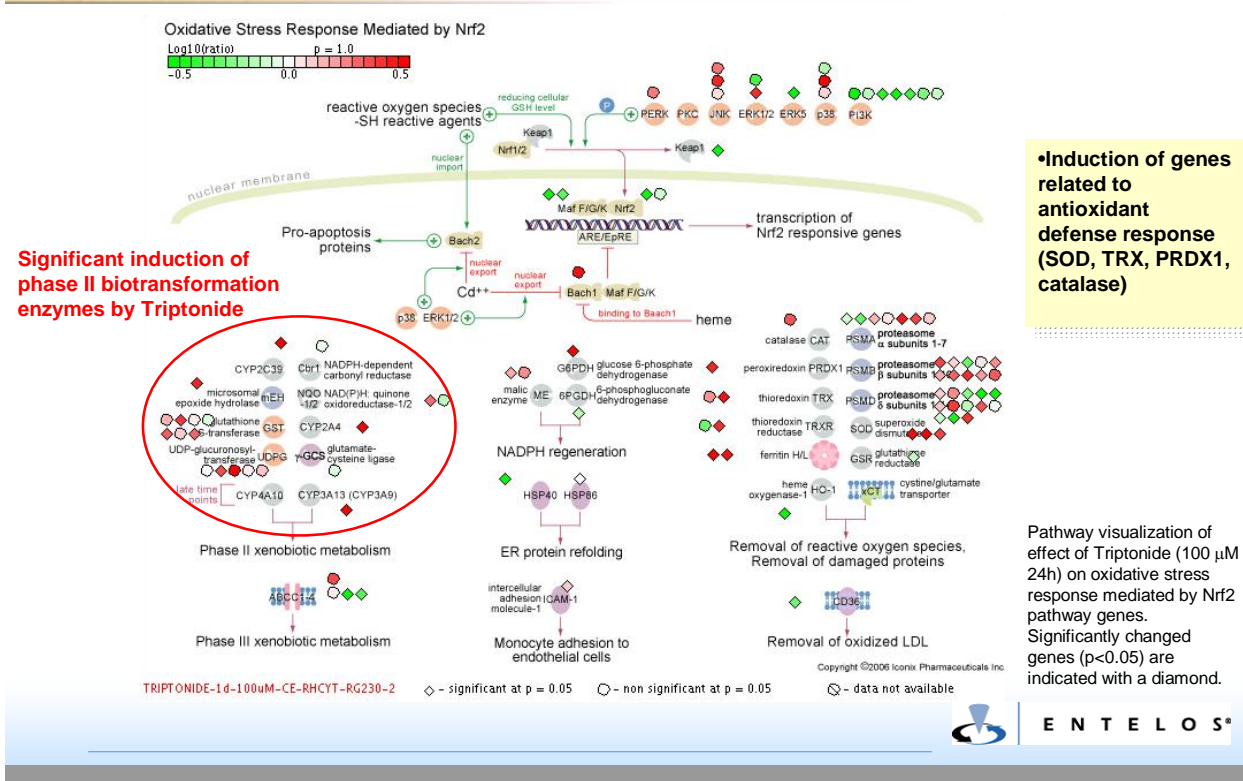 Oxidative Stress Response Mediated by Nrf2
Log10(ratio) p = 1.0
-0.5 0.0 0.5
reactive oxygen species
-SH reactive agents
reducing cellular
GSH level
P
PERK PKC JNK ERK1/2 ERK5 p38 PI3K
Keap1
Nrf1/2
Keap1
nuclear
import
nuclear membrane
Maf F/G/K Nrf2
ARE/EpRE
transcription of
Nrf2 responsive genes
Pro-apoptosis
proteins
Bach2
nuclear
export
Cd++
nuclear
export
Bach1 Maf F/G/K
p38 ERK1/2
binding to Baach1
heme
Significant induction of
phase II biotransformation
enzymes by Triptonide
CYP2C39
Cbr1 NADPH-dependent
carbonyl reductase
microsomal
epoxide hydrolase mEH
NQO
-1/2
NAD(P)H: quinone
oxidoreductase-1/2
glutathione
S-transferase GST
CYP2A4
UDP-glucuronosyl-
transferase UDPG
γ-GCS glutamate-
cysteine ligase
late time
points
CYP4A10
CYP3A13 (CYP3A9)
Phase II xenobiotic metabolism
ABCC1-4
Phase III xenobiotic metabolism
G6PDH glucose 6-phosphate
dehydrogenase
malic
enzyme ME
6PGDH 6-phosphogluconate
dehydrogenase
NADPH regeneration
HSP40 HSP86
ER protein refolding
intercellular
adhesion
molecule-1
ICAM-1
Monocyte adhesion to
endothelial cells
catalase CAT
PSMA proteasome
α subunits 1-7
peroxiredoxin PRDX1
PSMB proteasome
β subunits
thioredoxin TRX
PSMD proteasome
δ subunits
thioredoxin
reductase TRXR
SOD superoxide
dismutase
ferritin H/L
GSR glutathione
reductase
heme
oxygenase-1 HO-1
xCT cystine/glutamate
transporter
Removal of reactive oxygen species,
Removal of damaged proteins
CD36
Removal of oxidized LDL
Copyright ©2006 Iconix Pharmaceuticals Inc
TRIPTONIDE-1d-100uM-CE-RHCYT-RG230-2
- significant at p = 0.05
- non significant at p = 0.05
- data not available
•Induction of genes
related to
antioxidant
defense response
(SOD, TRX, PRDX1,
catalase)
Pathway visualization of
effect of Triptonide (100 μM
24h) on oxidative stress
response mediated by Nrf2
pathway genes.
Significantly changed
genes (p<0.05) are
indicated with a diamond.
ENTELOS®